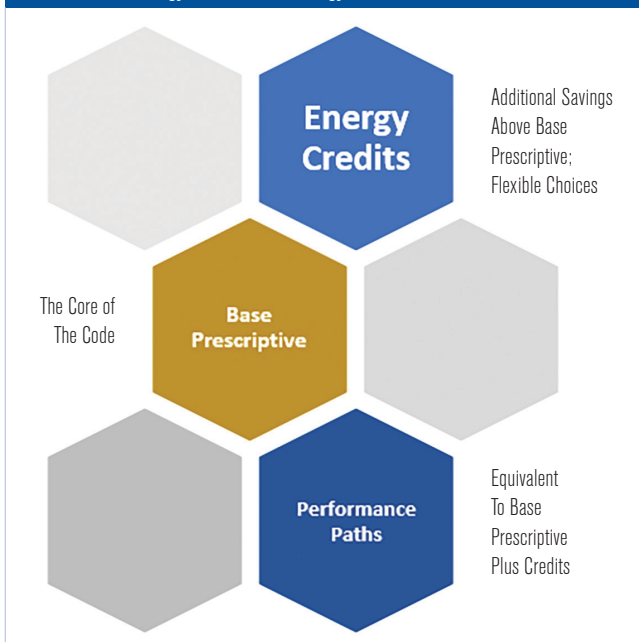 Energy
Credits
Additional Savings
Above Base
Prescriptive;
Flexible Choices
The Core of
The Code
Base
Prescriptive
Performance
Paths
Equivalent
To Base
Prescriptive
Plus Credits